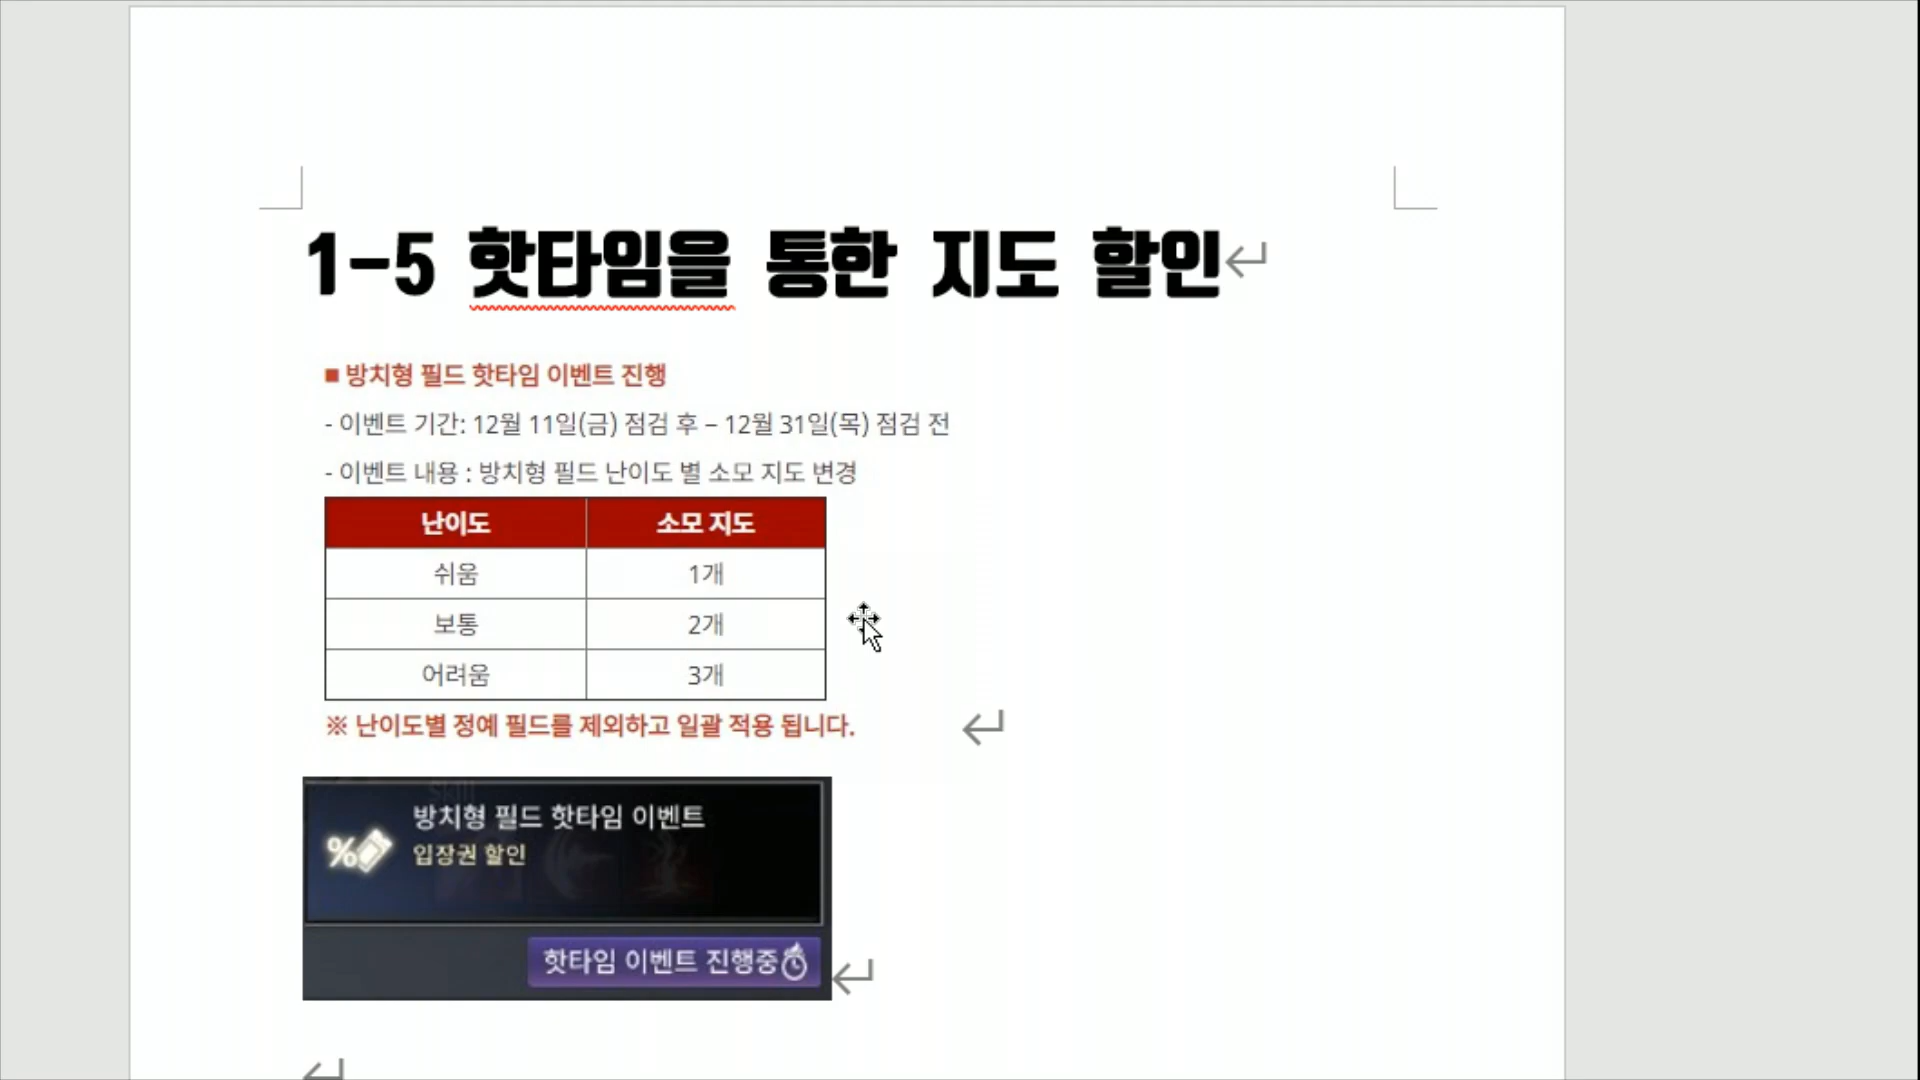 1-5 핫타임을 통한 지도 할인
■ 방치형 필드 핫타임 이벤트 진행
- 이벤트 기간: 12월 11일(금) 점검 후 – 12월 31일(목) 점검 전
- 이벤트 내용 : 방치형 필드 난이도 별 소모 지도 변경
난이도 소모 지도
쉬움 1개
보통 2개
어려움 3개
※ 난이도별 정예 필드를 제외하고 일괄 적용 됩니다.
방치형 필드 핫타임 이벤트
% 입장권 할인
핫타임 이벤트 진행중